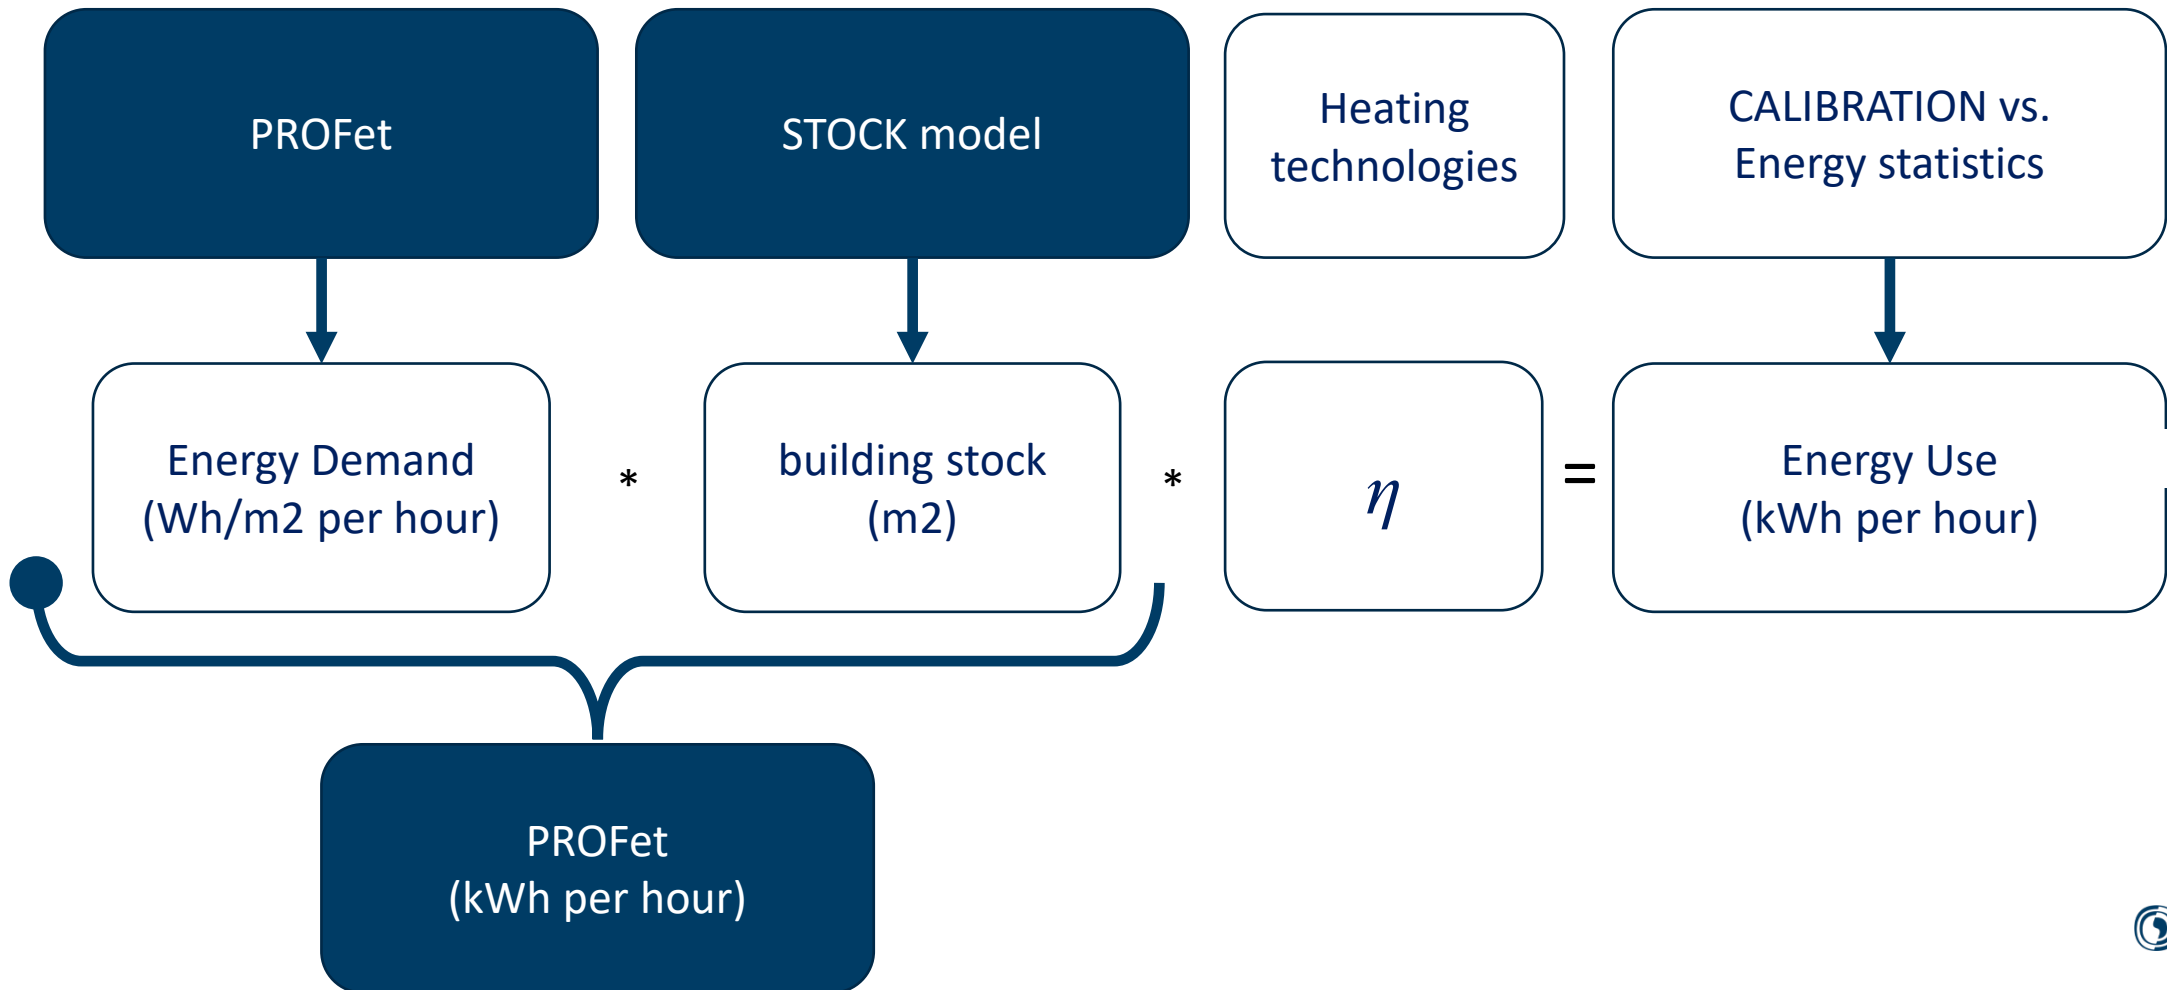 PROFet
STOCK model
Heating
technologies
CALIBRATION vs.
Energy statistics
Energy Demand
(Wh/m2 per hour)
*
building stock
(m2)
*
η
=
Energy Use
(kWh per hour)
PROFet
(kWh per hour)